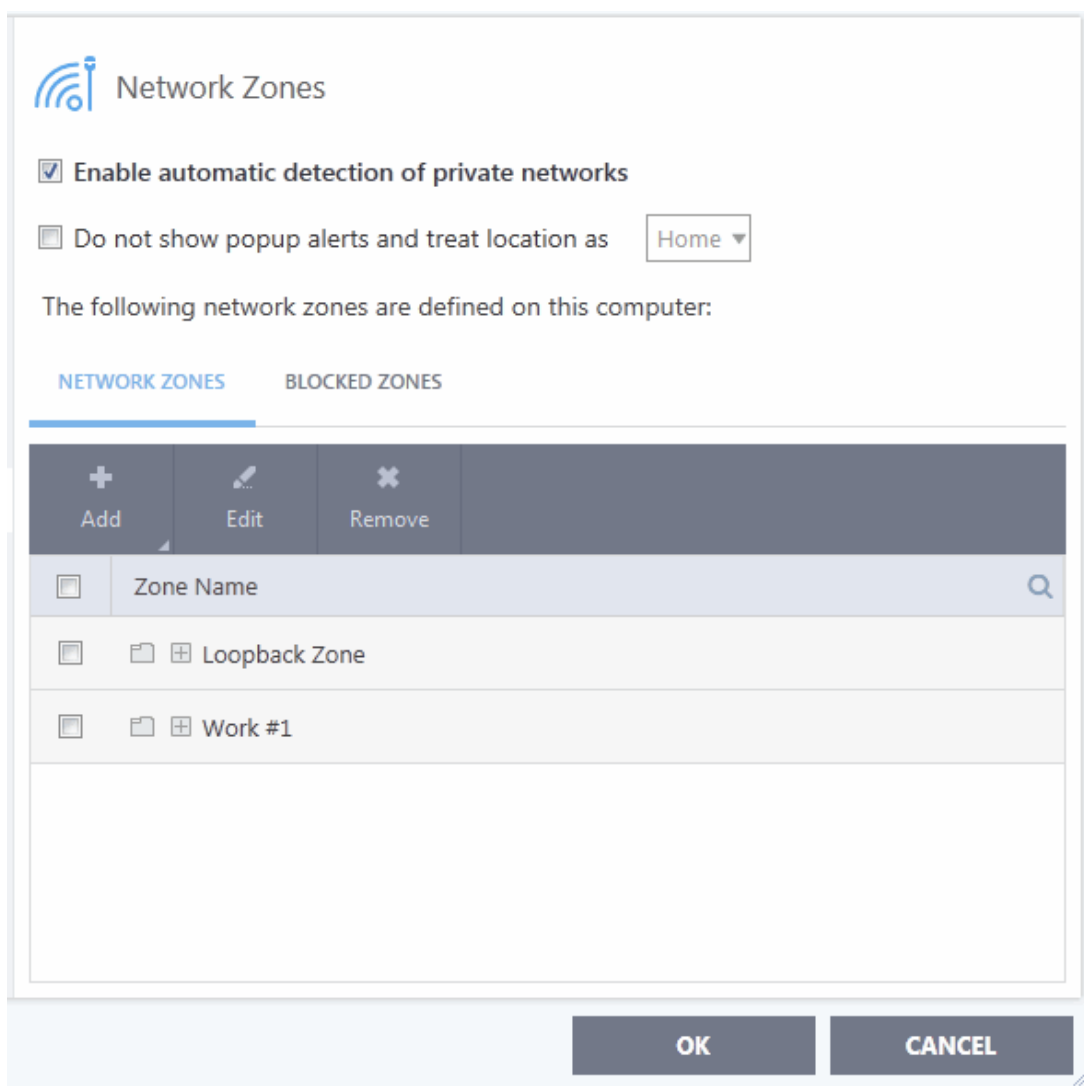 Network Zones
Enable automatic detection of private networks
Do not show popup alerts and treat location as Home
The following network zones are defined on this computer:
NETWORK ZONES BLOCKED ZONES
Add Edit Remove
Zone Name
Loopback Zone
Work #1
OK CANCEL